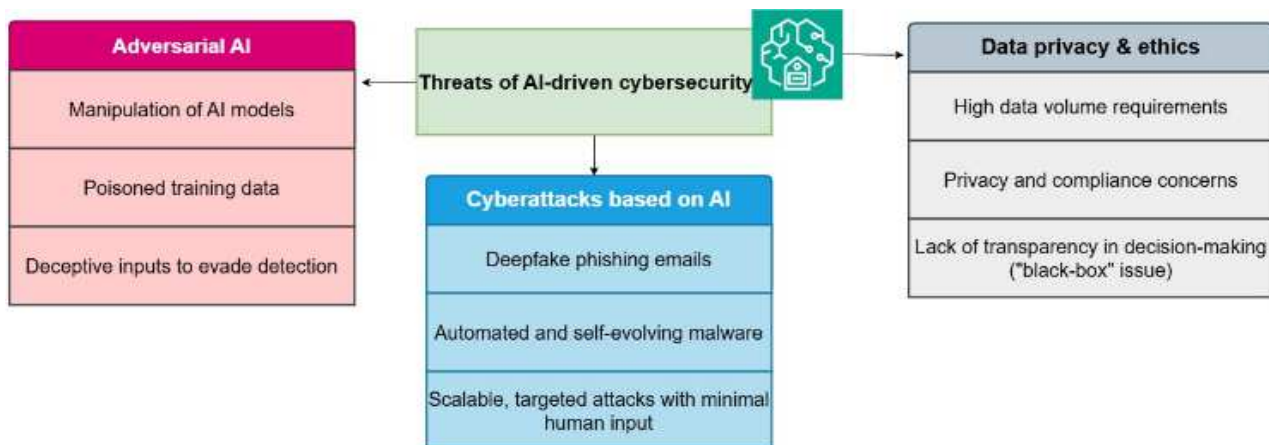 Adversarial AI
Manipulation of AI models
Poisoned training data
Deceptive inputs to evade detection
Threats of AI-driven cybersecurity
Cyberattacks based on AI
Deepfake phishing emails
Automated and self-evolving malware
Scalable, targeted attacks with minimal
human input
Data privacy & ethics
High data volume requirements
Privacy and compliance concerns
Lack of transparency in decision-making
("black-box" issue)